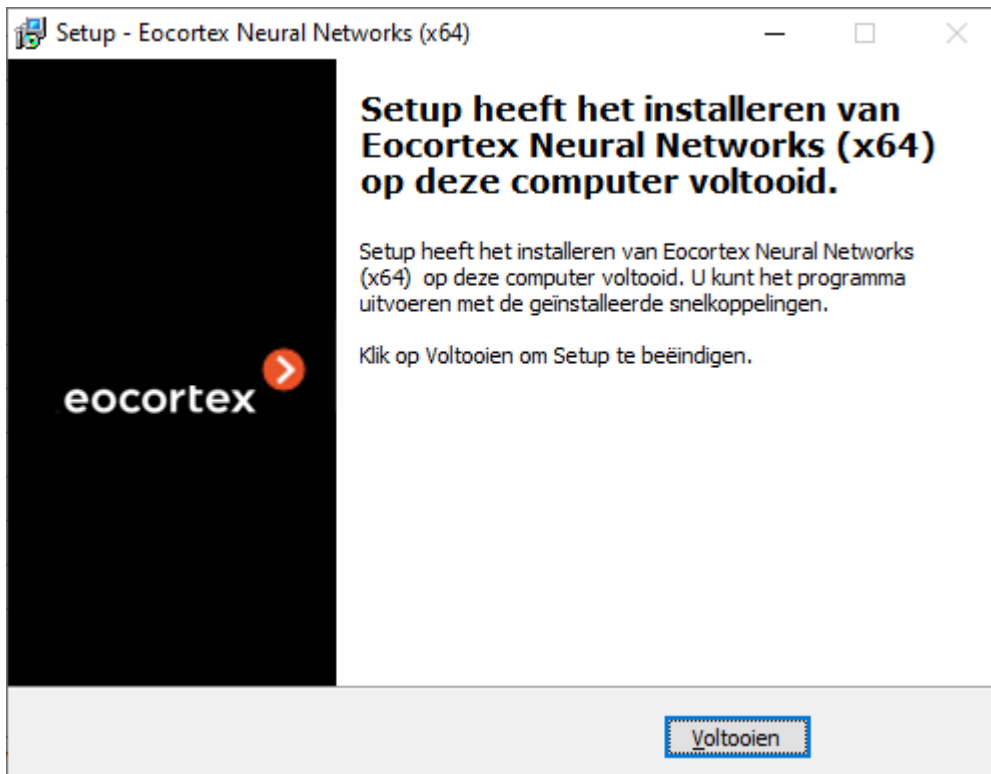 Setup - Eocortex Neural Networks (x64)
Setup heeft het installeren van
Eocortex Neural Networks (x64)
op deze computer voltooid.
Setup heeft het installeren van Eocortex Neural Networks
(x64)  op deze computer voltooid. U kunt het programma
uitvoeren met de geïnstalleerde snelkoppelingen.
Klik op Voltooien om Setup te beëindigen.
eocortex
Voltooien